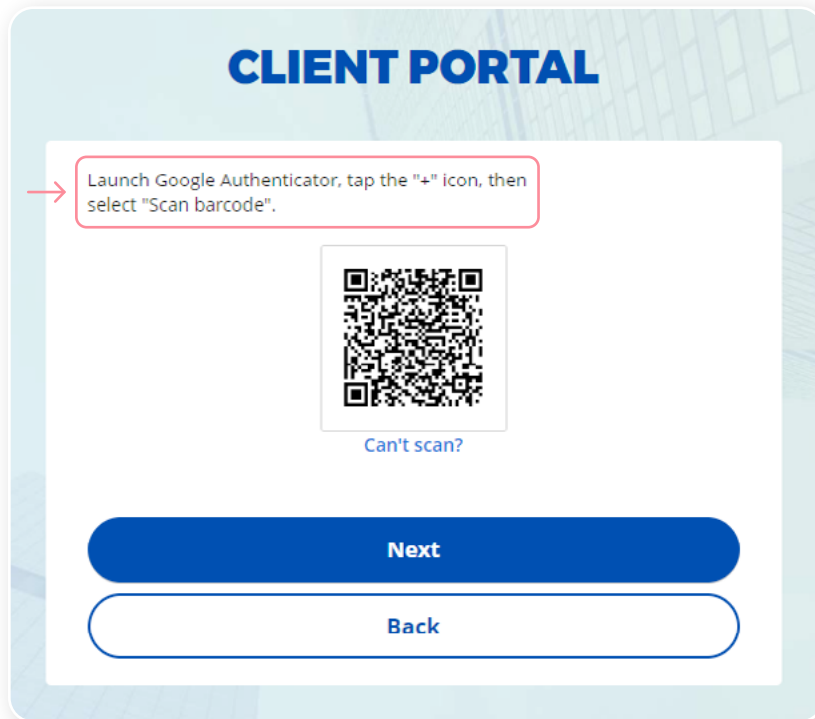 CLIENT PORTAL
Launch Google Authenticator, tap the "+" icon, then
select "Scan barcode".
Can't scan?
Next
Back